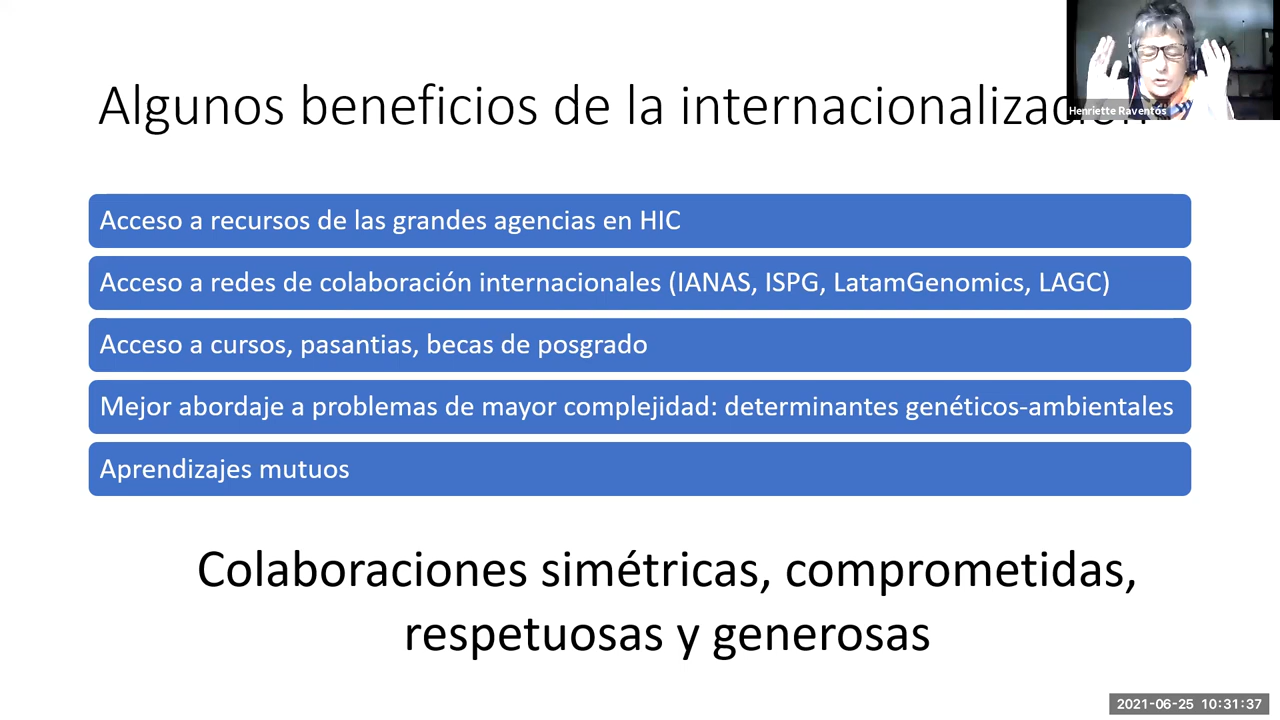 Algunos beneficios de la internacionalización
Henriette Raventós
Acceso a recursos de las grandes agencias en HIC
Acceso a redes de colaboración internacionales (IANAS, ISPG, LatamGenomics, LAGC)
Acceso a cursos, pasantias, becas de posgrado
Mejor abordaje a problemas de mayor complejidad: determinantes genéticos-ambientales
Aprendizajes mutuos
Colaboraciones simétricas, comprometidas,
respetuosas y generosas
2021-06-25 10:31:37